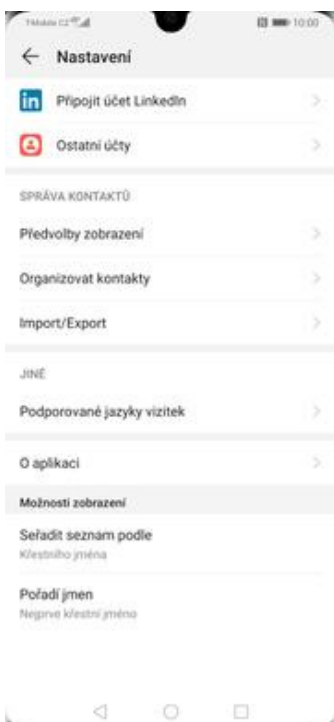 T-Mobile CZ 10:00
Nastavení
Připojit účet LinkedIn
Ostatní účty
SPRÁVA KONTAKTŮ
Předvolby zobrazení
Organizovat kontakty
Import/Export
JINÉ
Podporované jazyky vizitek
O aplikaci
Možnosti zobrazení
Seřadit seznam podle
Křestního jména
Pořadí jmen
Nejprve křestní jméno